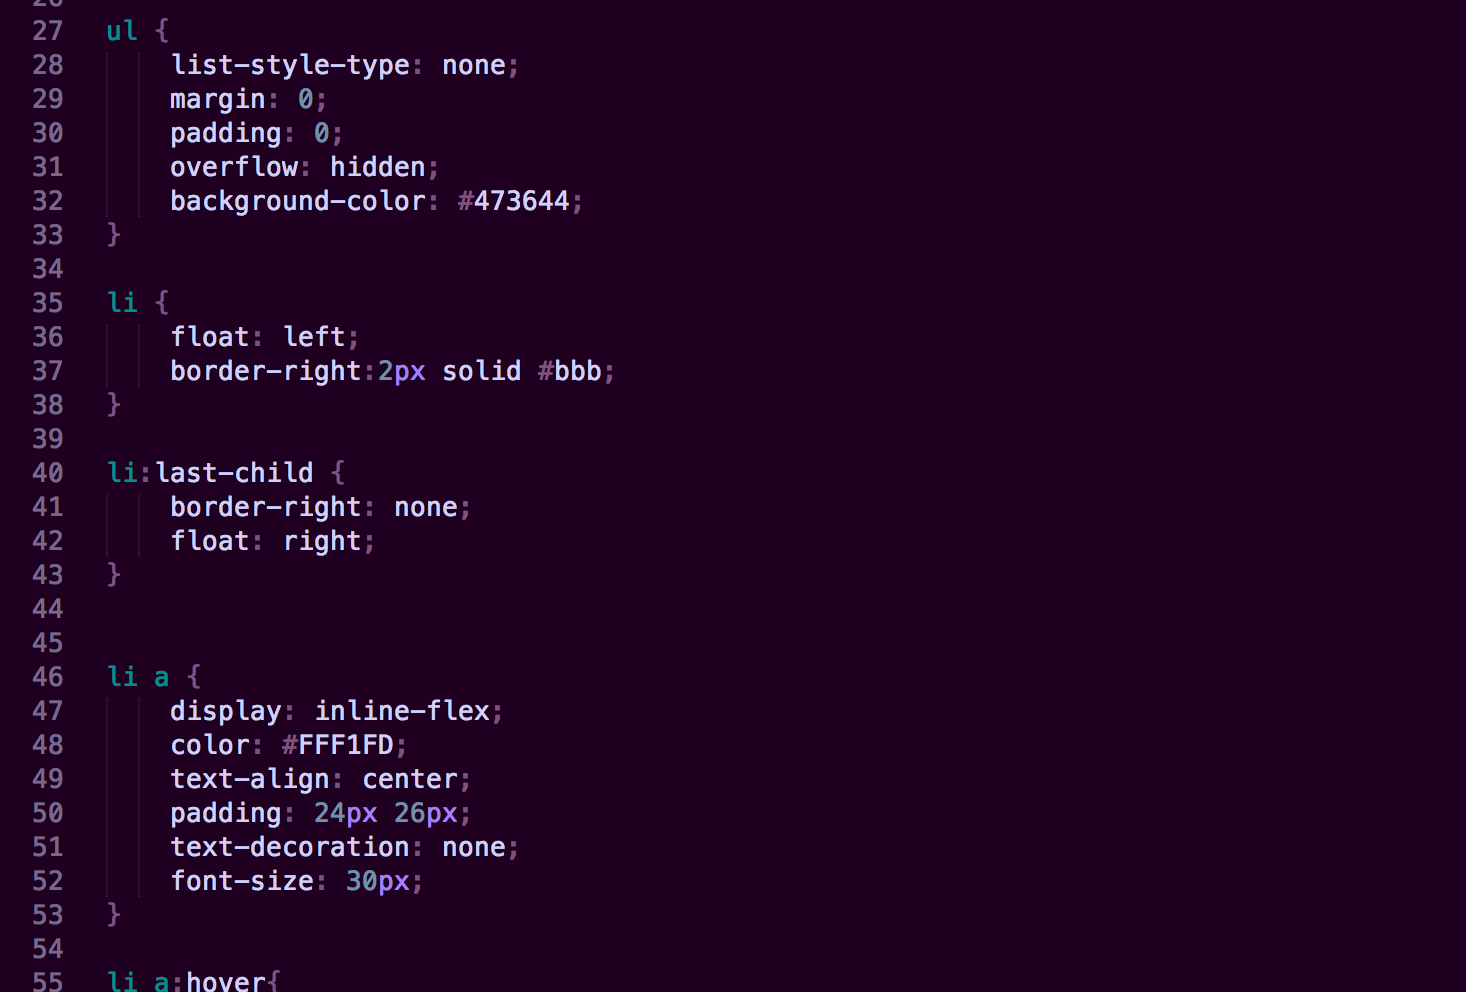 26
27 ul {
28 list-style-type: none;
29 margin: 0;
30 padding: 0;
31 overflow: hidden;
32 background-color: #473644;
33 }
34
35 li {
36 float: left;
37 border-right:2px solid #bbb;
38 }
39
40 li:last-child {
41 border-right: none;
42 float: right;
43 }
44
45
46 li a {
47 display: inline-flex;
48 color: #FFF1FD;
49 text-align: center;
50 padding: 24px 26px;
51 text-decoration: none;
52 font-size: 30px;
53 }
54
55 li a:hover{